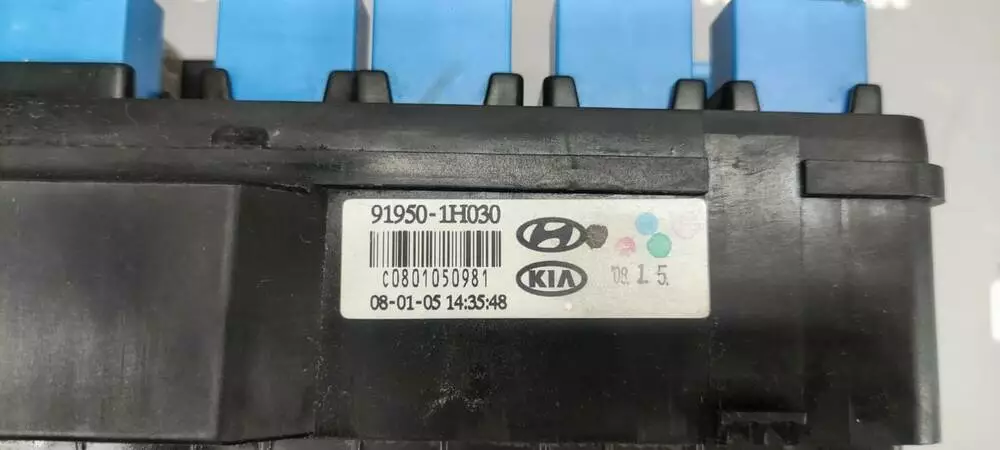 91950-1H030
C0801050981
08-01-05 14:35:48
KIA
'08. 1. 5.